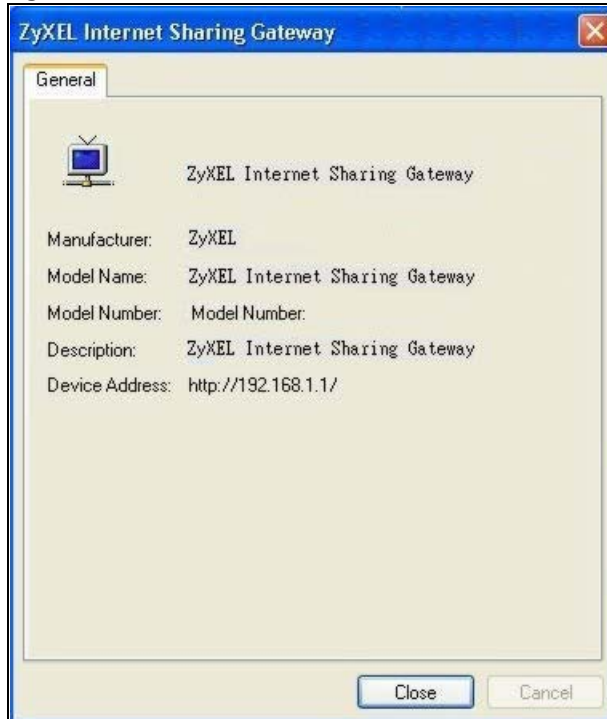 ZyXEL Internet Sharing Gateway
General
ZyXEL Internet Sharing Gateway
Manufacturer: ZyXEL
Model Name: ZyXEL Internet Sharing Gateway
Model Number: Model Number:
Description: ZyXEL Internet Sharing Gateway
Device Address: http://192.168.1.1/
Close Cancel